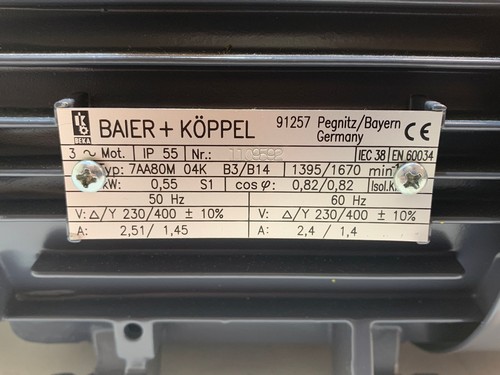 BEKA
BAIER + KÖPPEL
91257 Pegnitz/Bayern
Germany
CE
3 ~ Mot. IP 55 Nr.: 1109592 IEC 38 EN 60034
Typ: 7AA80M 04K B3/B14 1395/1670 min
kW: 0,55 S1 cos φ: 0,82/0,82 Isol.Kl
50 Hz 60 Hz
V: △/Y 230/400 ± 10% V: △/Y 230/400 ± 10%
A: 2,51/ 1,45 A: 2,4 / 1,4